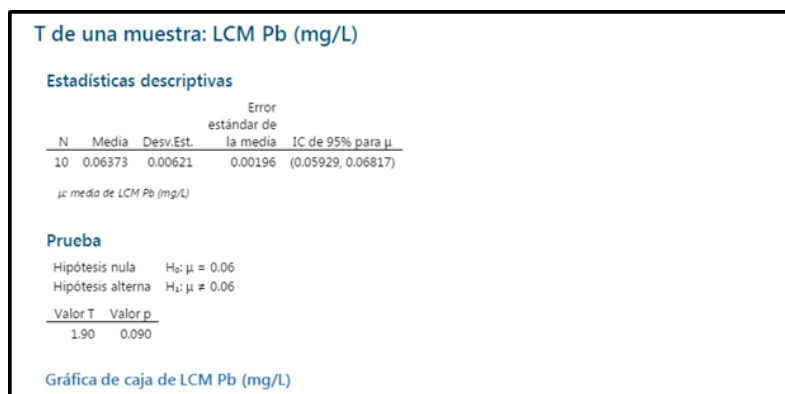 T de una muestra: LCM Pb (mg/L)
Estadísticas descriptivas
Error
estándar de
N Media Desv.Est. la media IC de 95% para μ
10 0.06373 0.00621 0.00196 (0.05929, 0.06817)
μ: media de LCM Pb (mg/L)
Prueba
Hipótesis nula H₀: μ = 0.06
Hipótesis alterna H₁: μ ≠ 0.06
Valor T Valor p
1.90 0.090
Gráfica de caja de LCM Pb (mg/L)